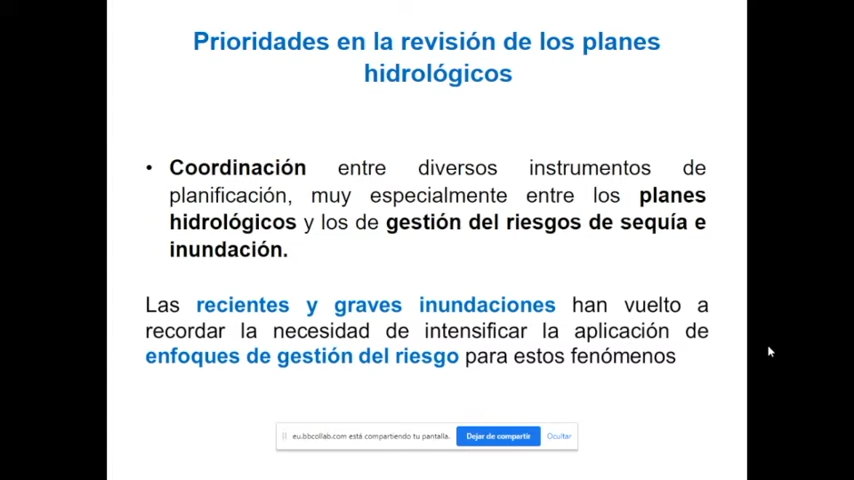 Prioridades en la revisión de los planes
hidrológicos
• Coordinación entre diversos instrumentos de
planificación, muy especialmente entre los planes
hidrológicos y los de gestión del riesgos de sequía e
inundación.
Las recientes y graves inundaciones han vuelto a
recordar la necesidad de intensificar la aplicación de
enfoques de gestión del riesgo para estos fenómenos
eu.bbcollab.com está compartiendo tu pantalla. Dejar de compartir Ocultar